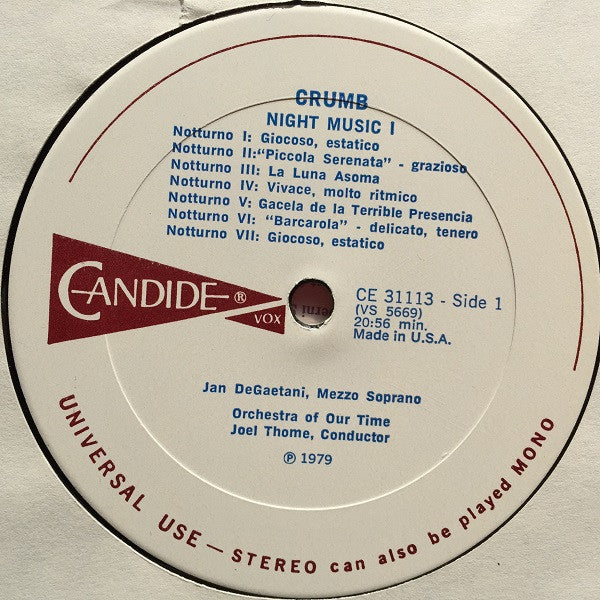 CRUMB
NIGHT MUSIC I
Notturno I: Giocoso, estatico
Notturno II:"Piccola Serenata" - grazioso
Notturno III: La Luna Asoma
Notturno IV: Vivace, molto ritmico
Notturno V: Gacela de la Terrible Presencia
Notturno VI: "Barcarola" - delicato, tenero
Notturno VII: Giocoso, estatico
CANDIDE ®
VOX
CE 31113 - Side 1
(VS 5669)
20:56 min.
Made in U.S.A.
Jan DeGaetani, Mezzo Soprano
Orchestra of Our Time
Joel Thome, Conductor
℗ 1979
UNIVERSAL USE — STEREO can also be played MONO